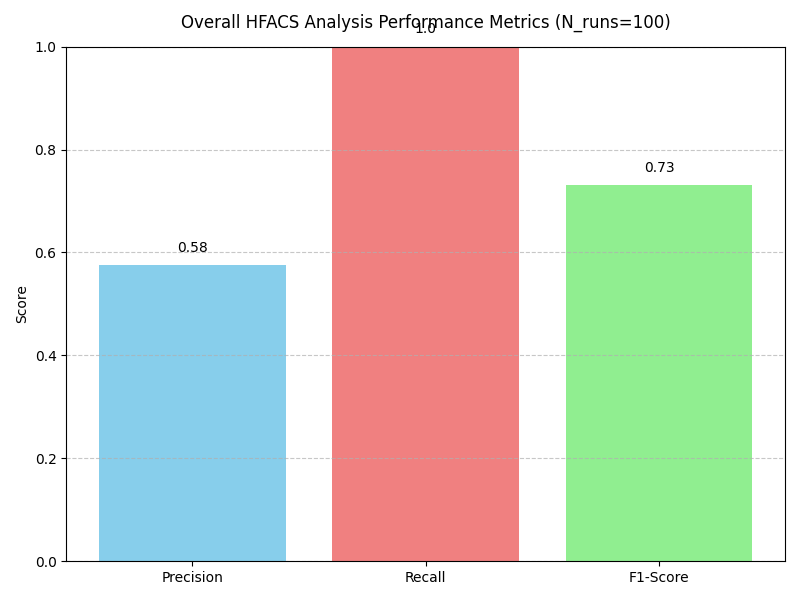 Overall HFACS Analysis Performance Metrics (N_runs=100)
1.0
1.0
0.8
0.73
0.6
0.58
Score
0.4
0.2
0.0
Precision
Recall
F1-Score